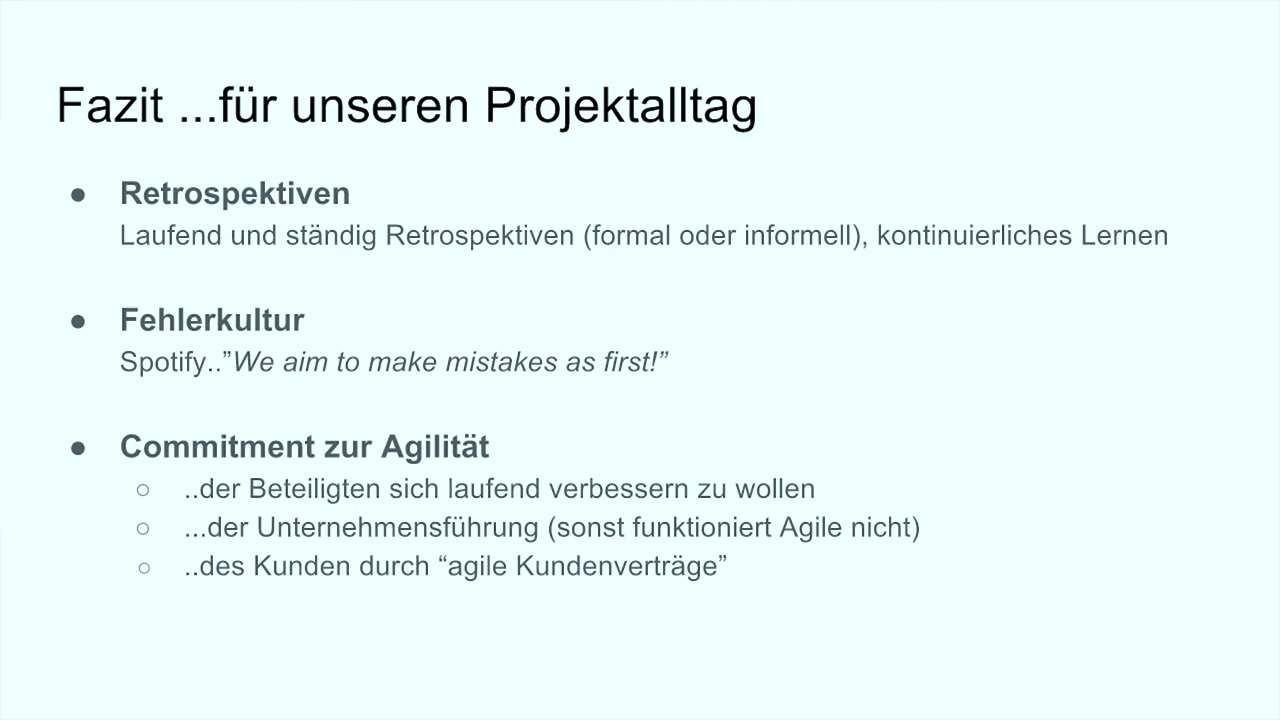 Fazit ...für unseren Projektalltag
● Retrospektiven
Laufend und ständig Retrospektiven (formal oder informell), kontinuierliches Lernen
● Fehlerkultur
Spotify..”We aim to make mistakes as first!”
● Commitment zur Agilität
○ ..der Beteiligten sich laufend verbessern zu wollen
○ ...der Unternehmensführung (sonst funktioniert Agile nicht)
○ ..des Kunden durch “agile Kundenverträge”